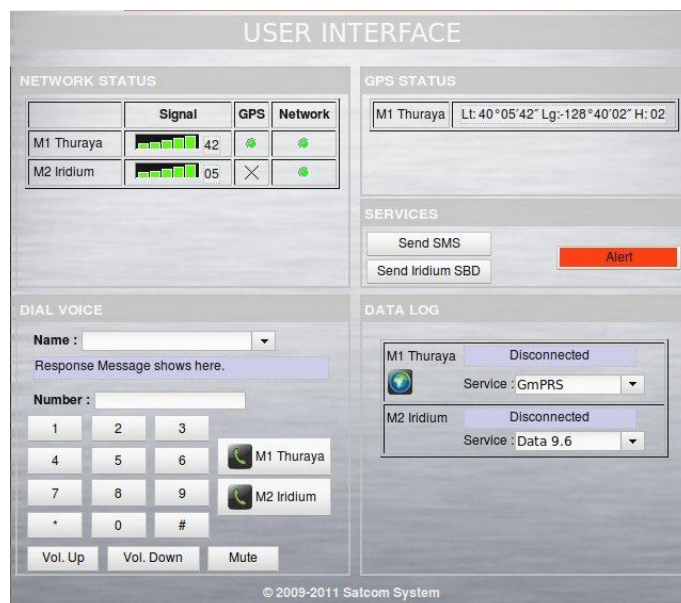 USER INTERFACE
NETWORK STATUS
Signal GPS Network
M1 Thuraya 42
M2 Iridium 05
GPS STATUS
M1 Thuraya Lt: 40°05′42″ Lg:-128°40′02″ H: 02
SERVICES
Send SMS
Alert
Send Iridium SBD
DIAL VOICE
Name :
Response Message shows here.
Number :
1 2 3
4 5 6
7 8 9
* 0 #
M1 Thuraya
M2 Iridium
Vol. Up Vol. Down Mute
DATA LOG
M1 Thuraya Disconnected
Service : GmPRS
M2 Iridium Disconnected
Service : Data 9.6
© 2009-2011 Satcom System